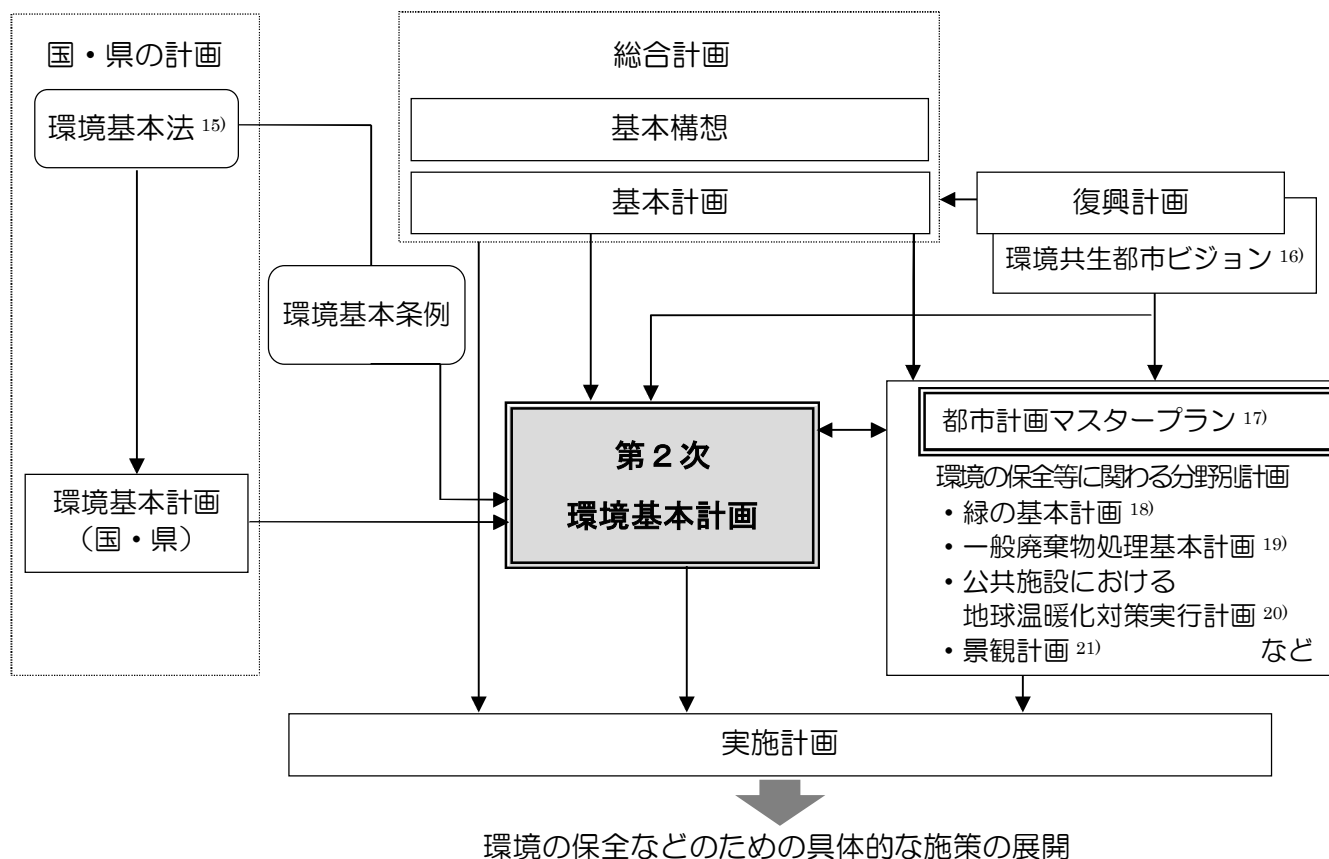 国・県の計画
環境基本法 15)
環境基本計画
（国・県）
環境基本条例
総合計画
基本構想
基本計画
復興計画
環境共生都市ビジョン 16)
第２次
環境基本計画
都市計画マスタープラン 17)
環境の保全等に関わる分野別計画
・緑の基本計画 18)
・一般廃棄物処理基本計画 19)
・公共施設における
地球温暖化対策実行計画 20)
・景観計画 21) など
実施計画
環境の保全などのための具体的な施策の展開